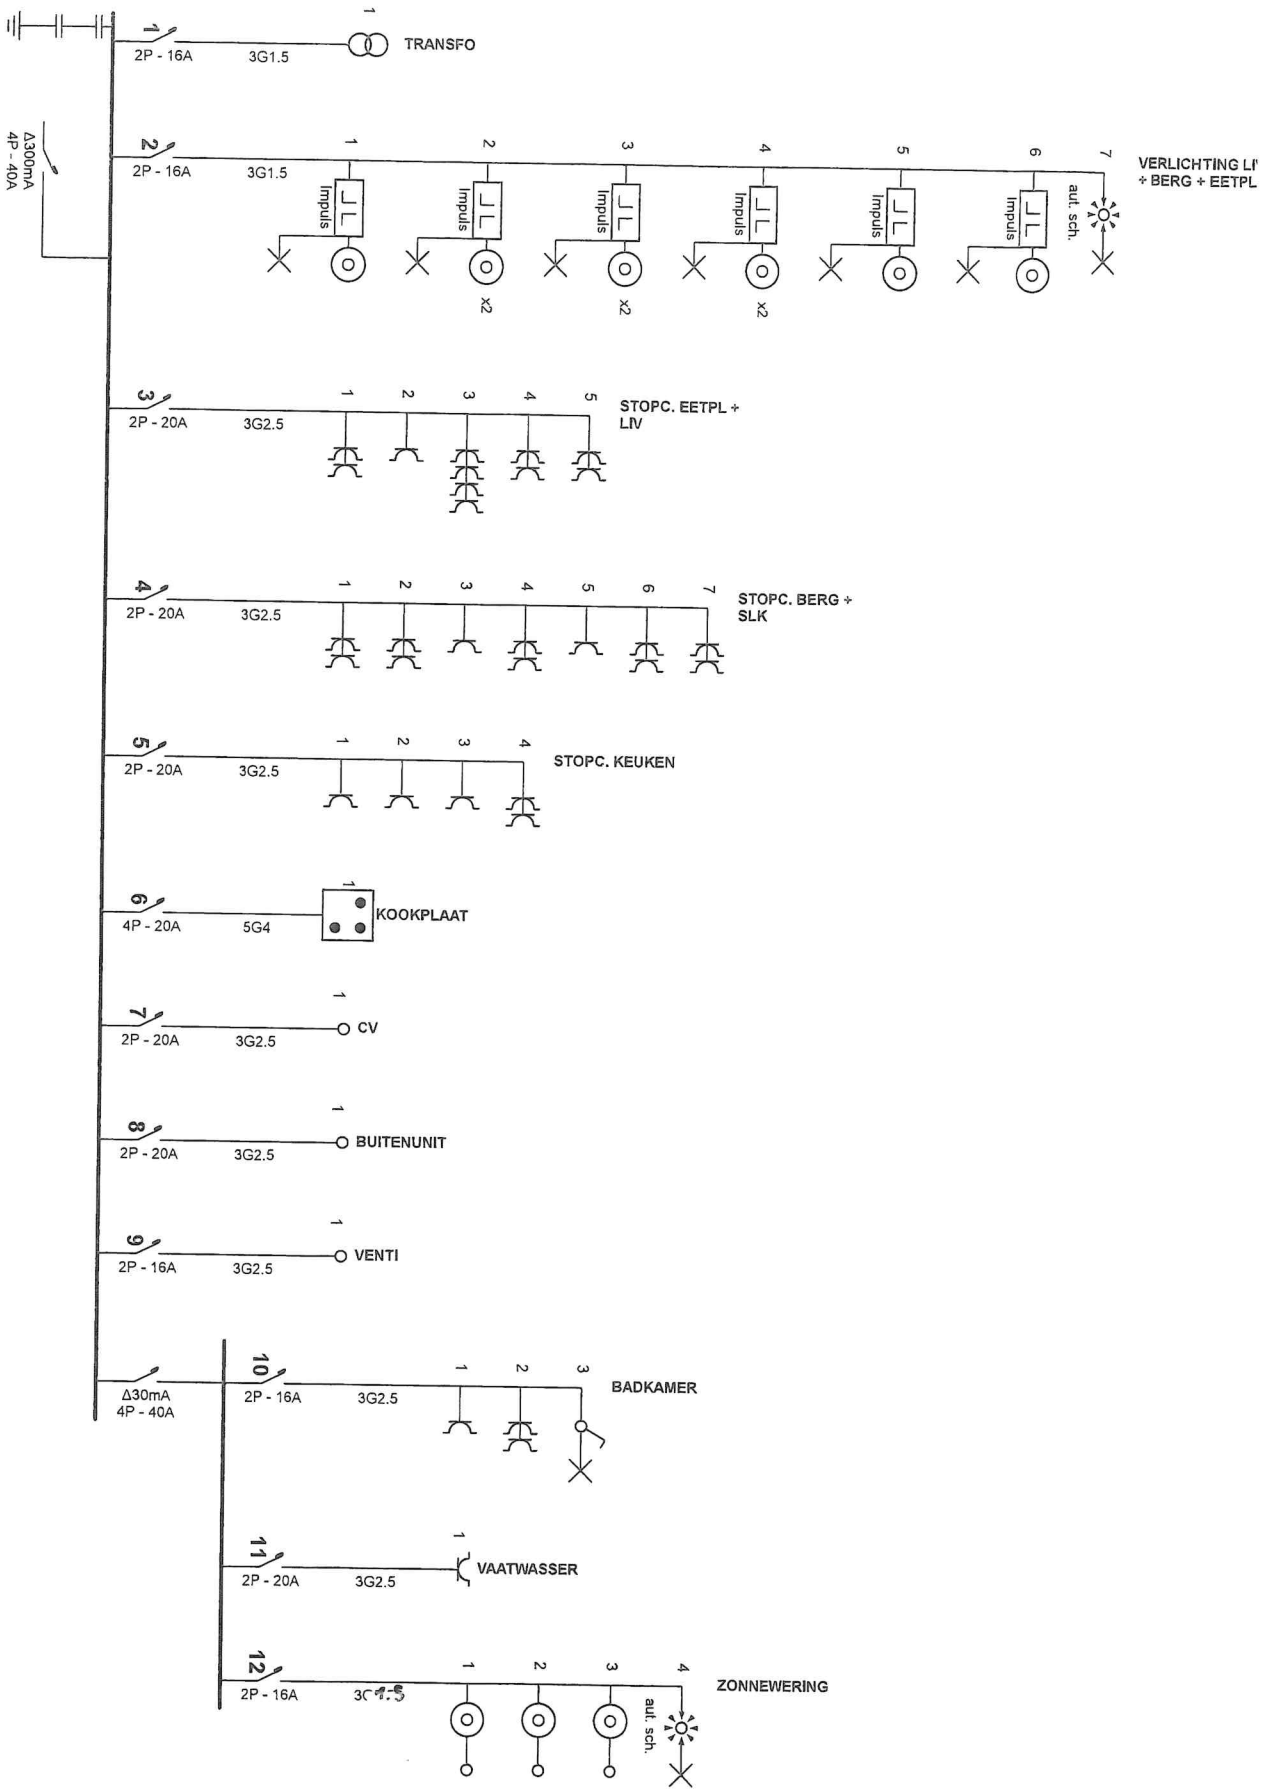 1
1
TRANSFO
2P - 16A
3G1.5
Δ300mA
4P - 40A
2
2P - 16A
3G1.5
1
2
3
4
5
6
7
VERLICHTING
+ BERG + EETPL
Impuls
Impuls
Impuls
Impuls
Impuls
Impuls
aut. sch.
x2
x2
x2
3
2P - 20A
3G2.5
1
2
3
4
5
STOPC. EETPL +
LIV
4
2P - 20A
3G2.5
1
2
3
4
5
6
7
STOPC. BERG +
SLK
5
2P - 20A
3G2.5
1
2
3
4
STOPC. KEUKEN
6
4P - 20A
5G4
1
KOOKPLAAT
7
2P - 20A
3G2.5
1
CV
8
2P - 20A
3G2.5
1
BUITENUNIT
9
2P - 16A
3G2.5
1
VENTI
Δ30mA
4P - 40A
10
2P - 16A
3G2.5
1
2
3
BADKAMER
11
2P - 20A
3G2.5
1
VAATWASSER
12
2P - 16A
1
2
3
4
aut. sch.
ZONNEWERING